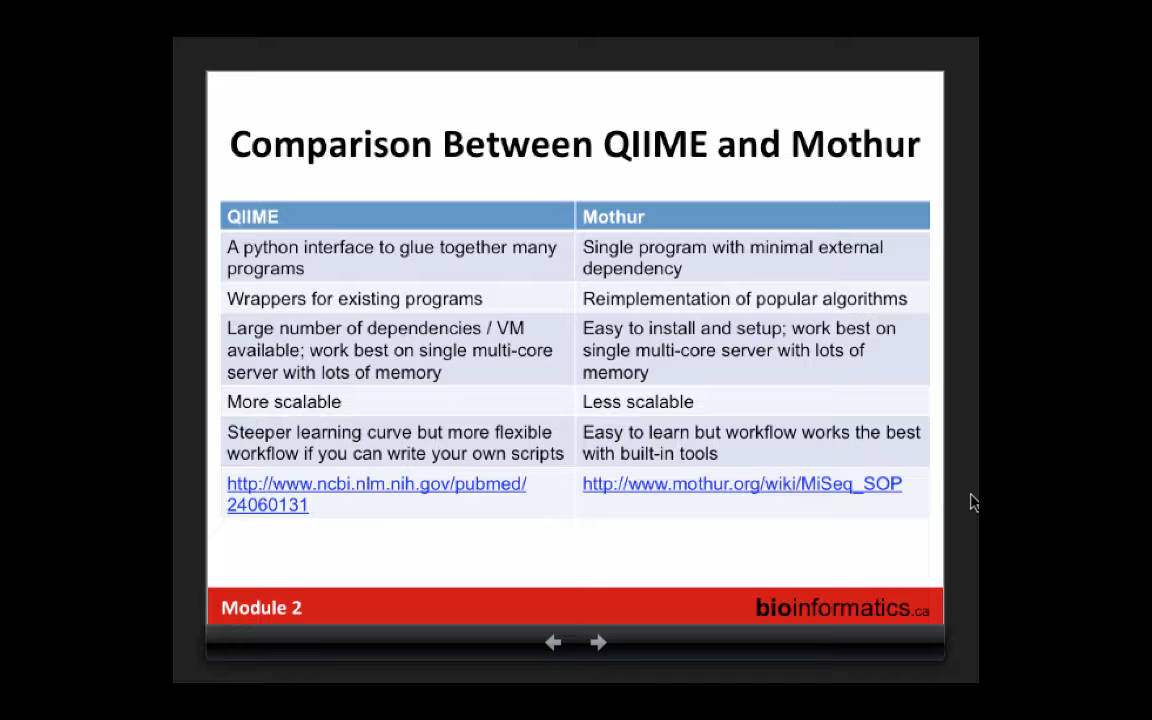 Comparison Between QIIME and Mothur
QIIME
Mothur
A python interface to glue together many
programs
Single program with minimal external
dependency
Wrappers for existing programs
Reimplementation of popular algorithms
Large number of dependencies / VM
available; work best on single multi-core
server with lots of memory
Easy to install and setup; work best on
single multi-core server with lots of
memory
More scalable
Less scalable
Steeper learning curve but more flexible
workflow if you can write your own scripts
Easy to learn but workflow works the best
with built-in tools
http://www.ncbi.nlm.nih.gov/pubmed/
24060131
http://www.mothur.org/wiki/MiSeq_SOP
Module 2
bioinformatics.ca